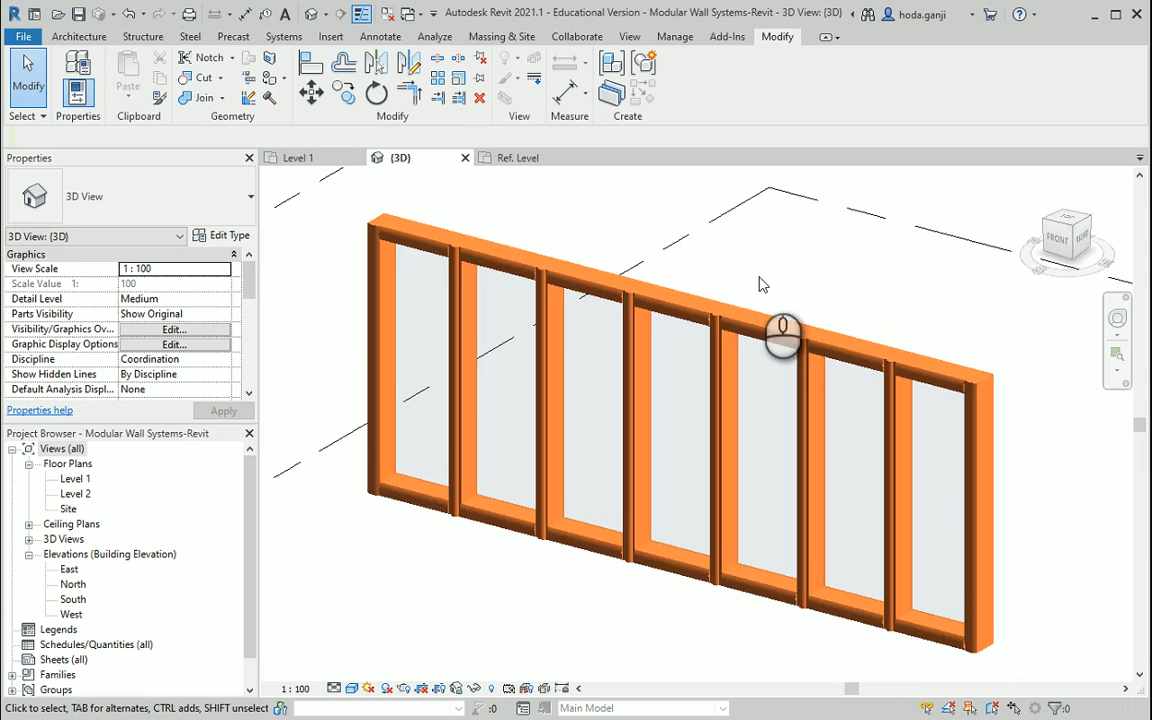 Autodesk Revit 2021.1 - Educational Version - Modular Wall Systems-Revit - 3D View: {3D}
hoda.ganji
File Architecture Structure Steel Precast Systems Insert Annotate Analyze Massing & Site Collaborate View Manage Add-Ins Modify
Modify
Paste
Notch
Cut
Join
Select Properties Clipboard Geometry Modify View Measure Create
Properties
Level 1 {3D} Ref. Level
3D View
3D View: {3D} Edit Type
Graphics
View Scale 1 : 100
Scale Value 1: 100
Detail Level Medium
Parts Visibility Show Original
Visibility/Graphics Ov... Edit...
Graphic Display Options Edit...
Discipline Coordination
Show Hidden Lines By Discipline
Default Analysis Displ... None
Properties help Apply
Project Browser - Modular Wall Systems-Revit
Views (all)
Floor Plans
Level 1
Level 2
Site
Ceiling Plans
3D Views
Elevations (Building Elevation)
East
North
South
West
Legends
Schedules/Quantities (all)
Sheets (all)
Families
Groups
TOP
FRONT
RIGHT
1 : 100
Click to select, TAB for alternates, CTRL adds, SHIFT unselect :0 Main Model :0